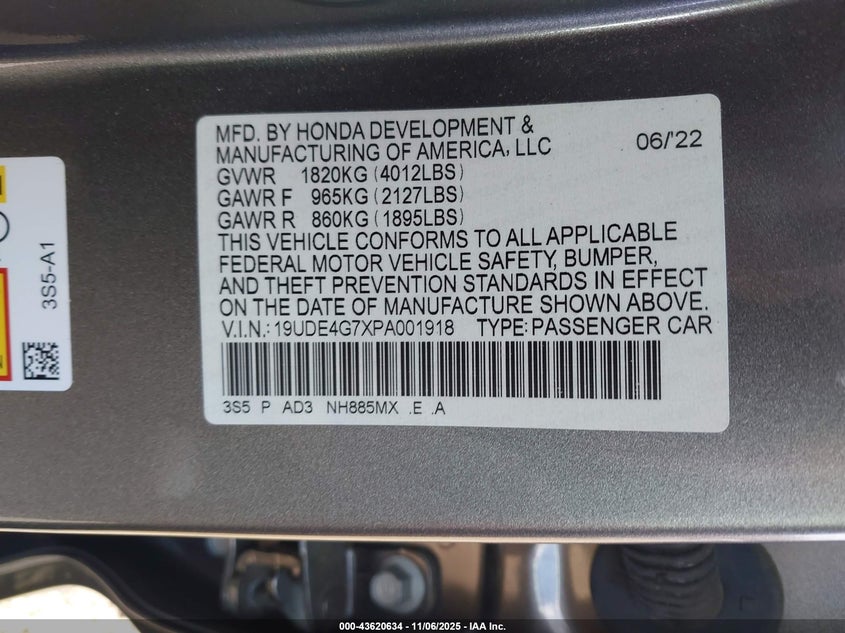 MFD. BY HONDA DEVELOPMENT &
MANUFACTURING OF AMERICA, LLC 06/'22
GVWR 1820KG (4012LBS)
GAWR F 965KG (2127LBS)
GAWR R 860KG (1895LBS)
THIS VEHICLE CONFORMS TO ALL APPLICABLE
FEDERAL MOTOR VEHICLE SAFETY, BUMPER,
AND THEFT PREVENTION STANDARDS IN EFFECT
ON THE DATE OF MANUFACTURE SHOWN ABOVE.
V.I.N.: 19UDE4G7XPA001918 TYPE: PASSENGER CAR
3S5 P AD3 NH885MX .E .A
3S5-A1
000-43620634 - 11/06/2025 - IAA Inc.